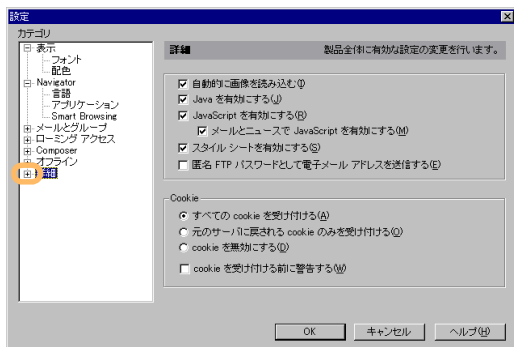 設定
カテゴリ
表示
フォント
配色
Navigator
言語
アプリケーション
Smart Browsing
メールとグループ
ローミング アクセス
Composer
オフライン
詳細
詳細 製品全体に有効な設定の変更を行います。
自動的に画像を読み込む(I)
Java を有効にする(J)
JavaScript を有効にする(R)
メールとニュースで JavaScript を有効にする(M)
スタイル シートを有効にする(S)
匿名 FTP パスワードとして電子メール アドレスを送信する(E)
Cookie
すべての cookie を受け付ける(A)
元のサーバに戻される cookie のみを受け付ける(O)
cookie を無効にする(D)
cookie を受け付ける前に警告する(W)
OK キャンセル ヘルプ(H)